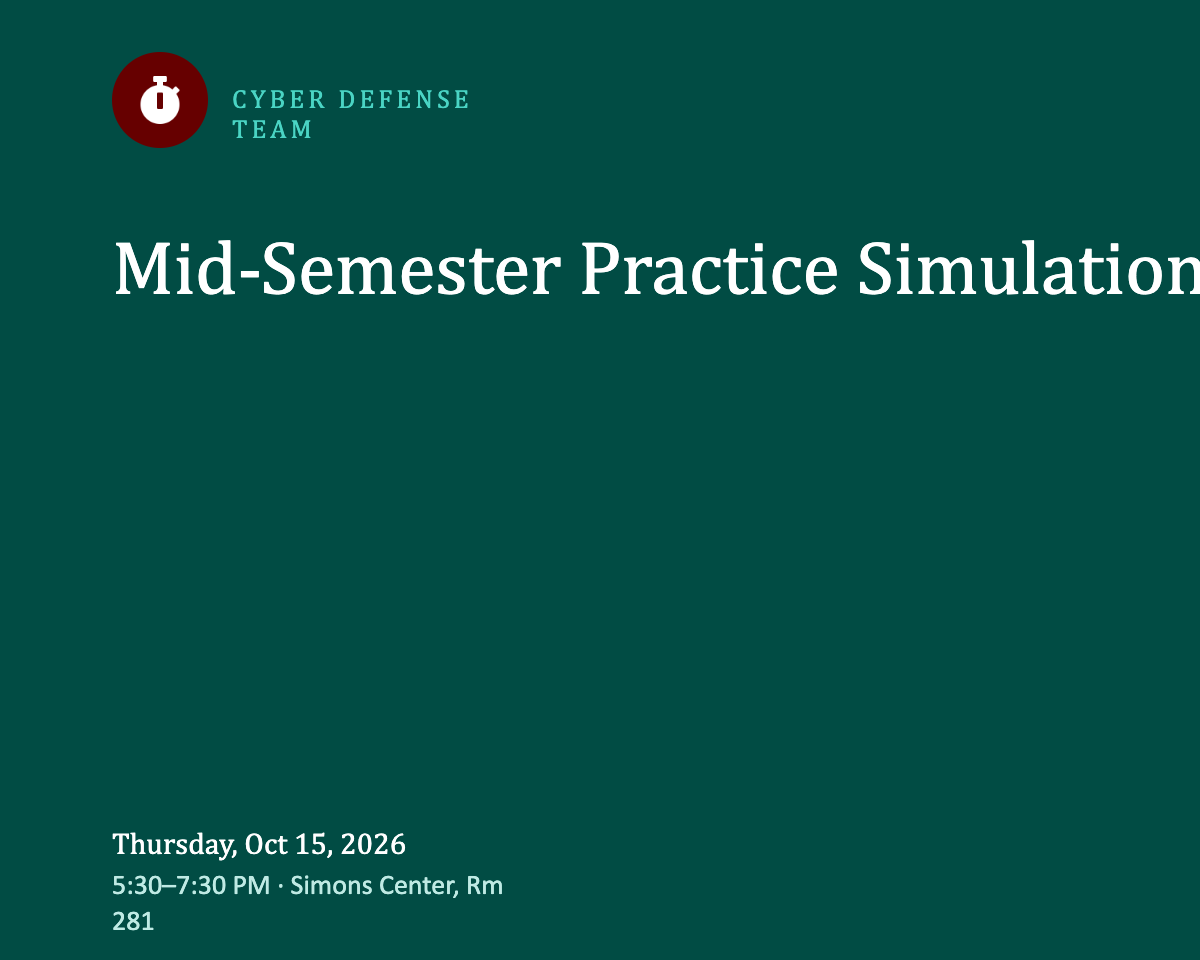 CYBER DEFENSE
TEAM
Mid-Semester Practice Simulation
Thursday, Oct 15, 2026
5:30–7:30 PM · Simons Center, Rm
281